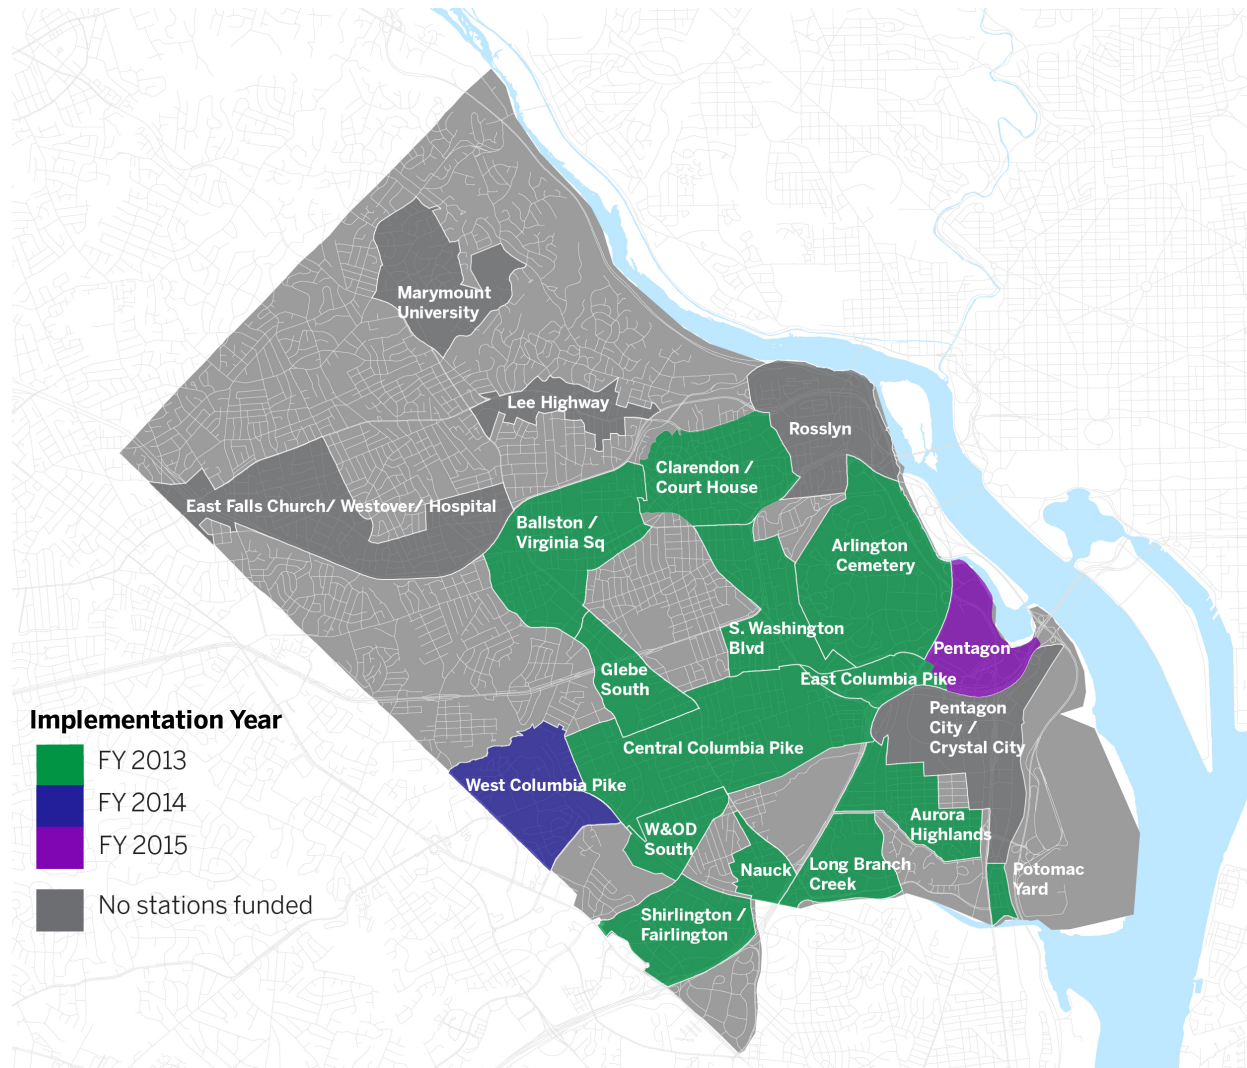 Marymount
University
Lee Highway
Rosslyn
Clarendon /
Court House
East Falls Church/ Westover/ Hospital
Ballston /
Virginia Sq
Arlington
Cemetery
S. Washington
Blvd
Pentagon
Glebe
South
East Columbia Pike
Pentagon
City /
Crystal City
Central Columbia Pike
West Columbia Pike
W&OD
South
Aurora
Highlands
Nauck
Long Branch
Creek
Potomac
Yard
Shirlington /
Fairlington
Implementation Year
FY 2013
FY 2014
FY 2015
No stations funded